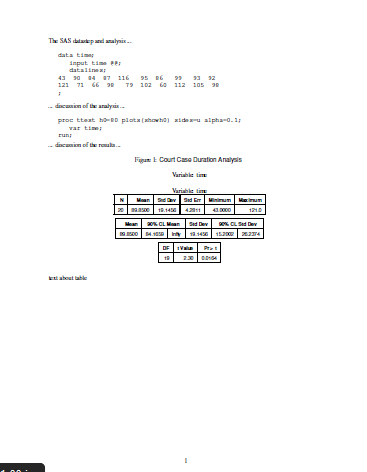 The SAS datastep and analysis ...
data time;
input time @@;
datalines;
43 90 84 87 116 95 86 99 93 92
121 71 66 98 79 102 60 112 105 98
;
... discussion of the analysis ...
proc ttest h0=80 plots(showh0) sides=u alpha=0.1;
var time;
run;
... discussion of the results ...
Figure 1: Court Case Duration Analysis
Variable time
Variable time
N Mean Std Dev Std Err Minimum Maximum
20 89.8500 19.1456 4.2811 43.0000 121.0
Mean 90% CL Mean Std Dev 90% CL Std Dev
89.8500 84.1659 Infty 19.1456 15.2002 26.2374
DF t Value Pr > t
19 2.30 0.0164
text about table
1